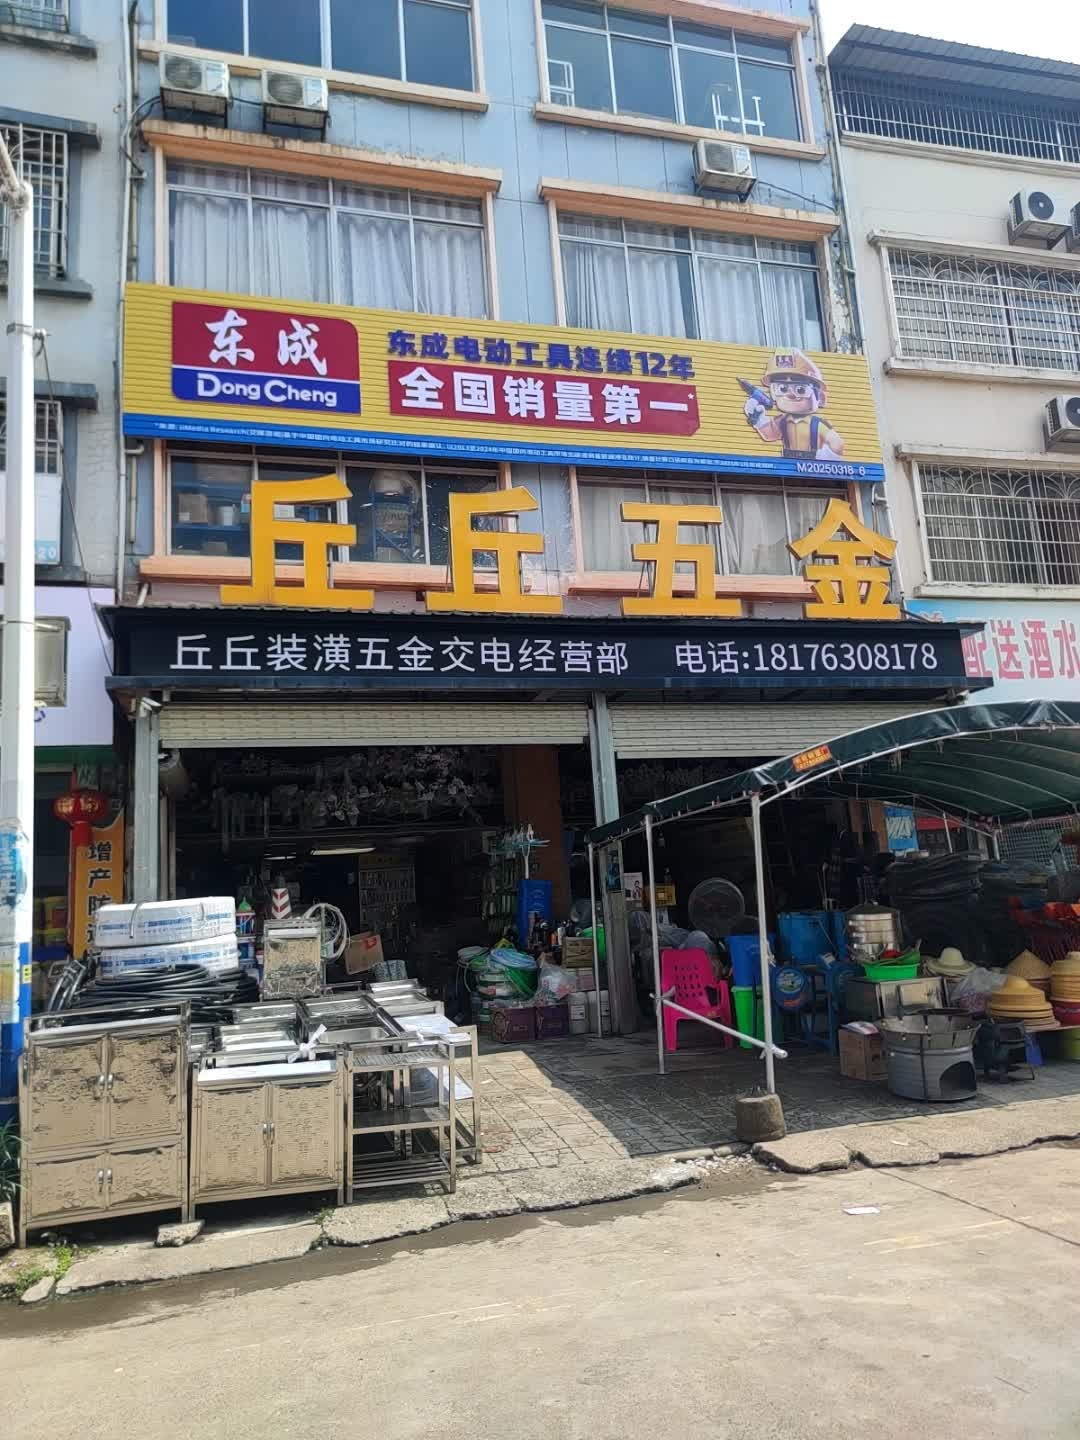 东成
DongCheng
东成电动工具连续12年
全国销量第一*
M20250318 6
丘丘五金
丘丘装潢五金交电经营部 电话:18176308178
配送酒水
增产防